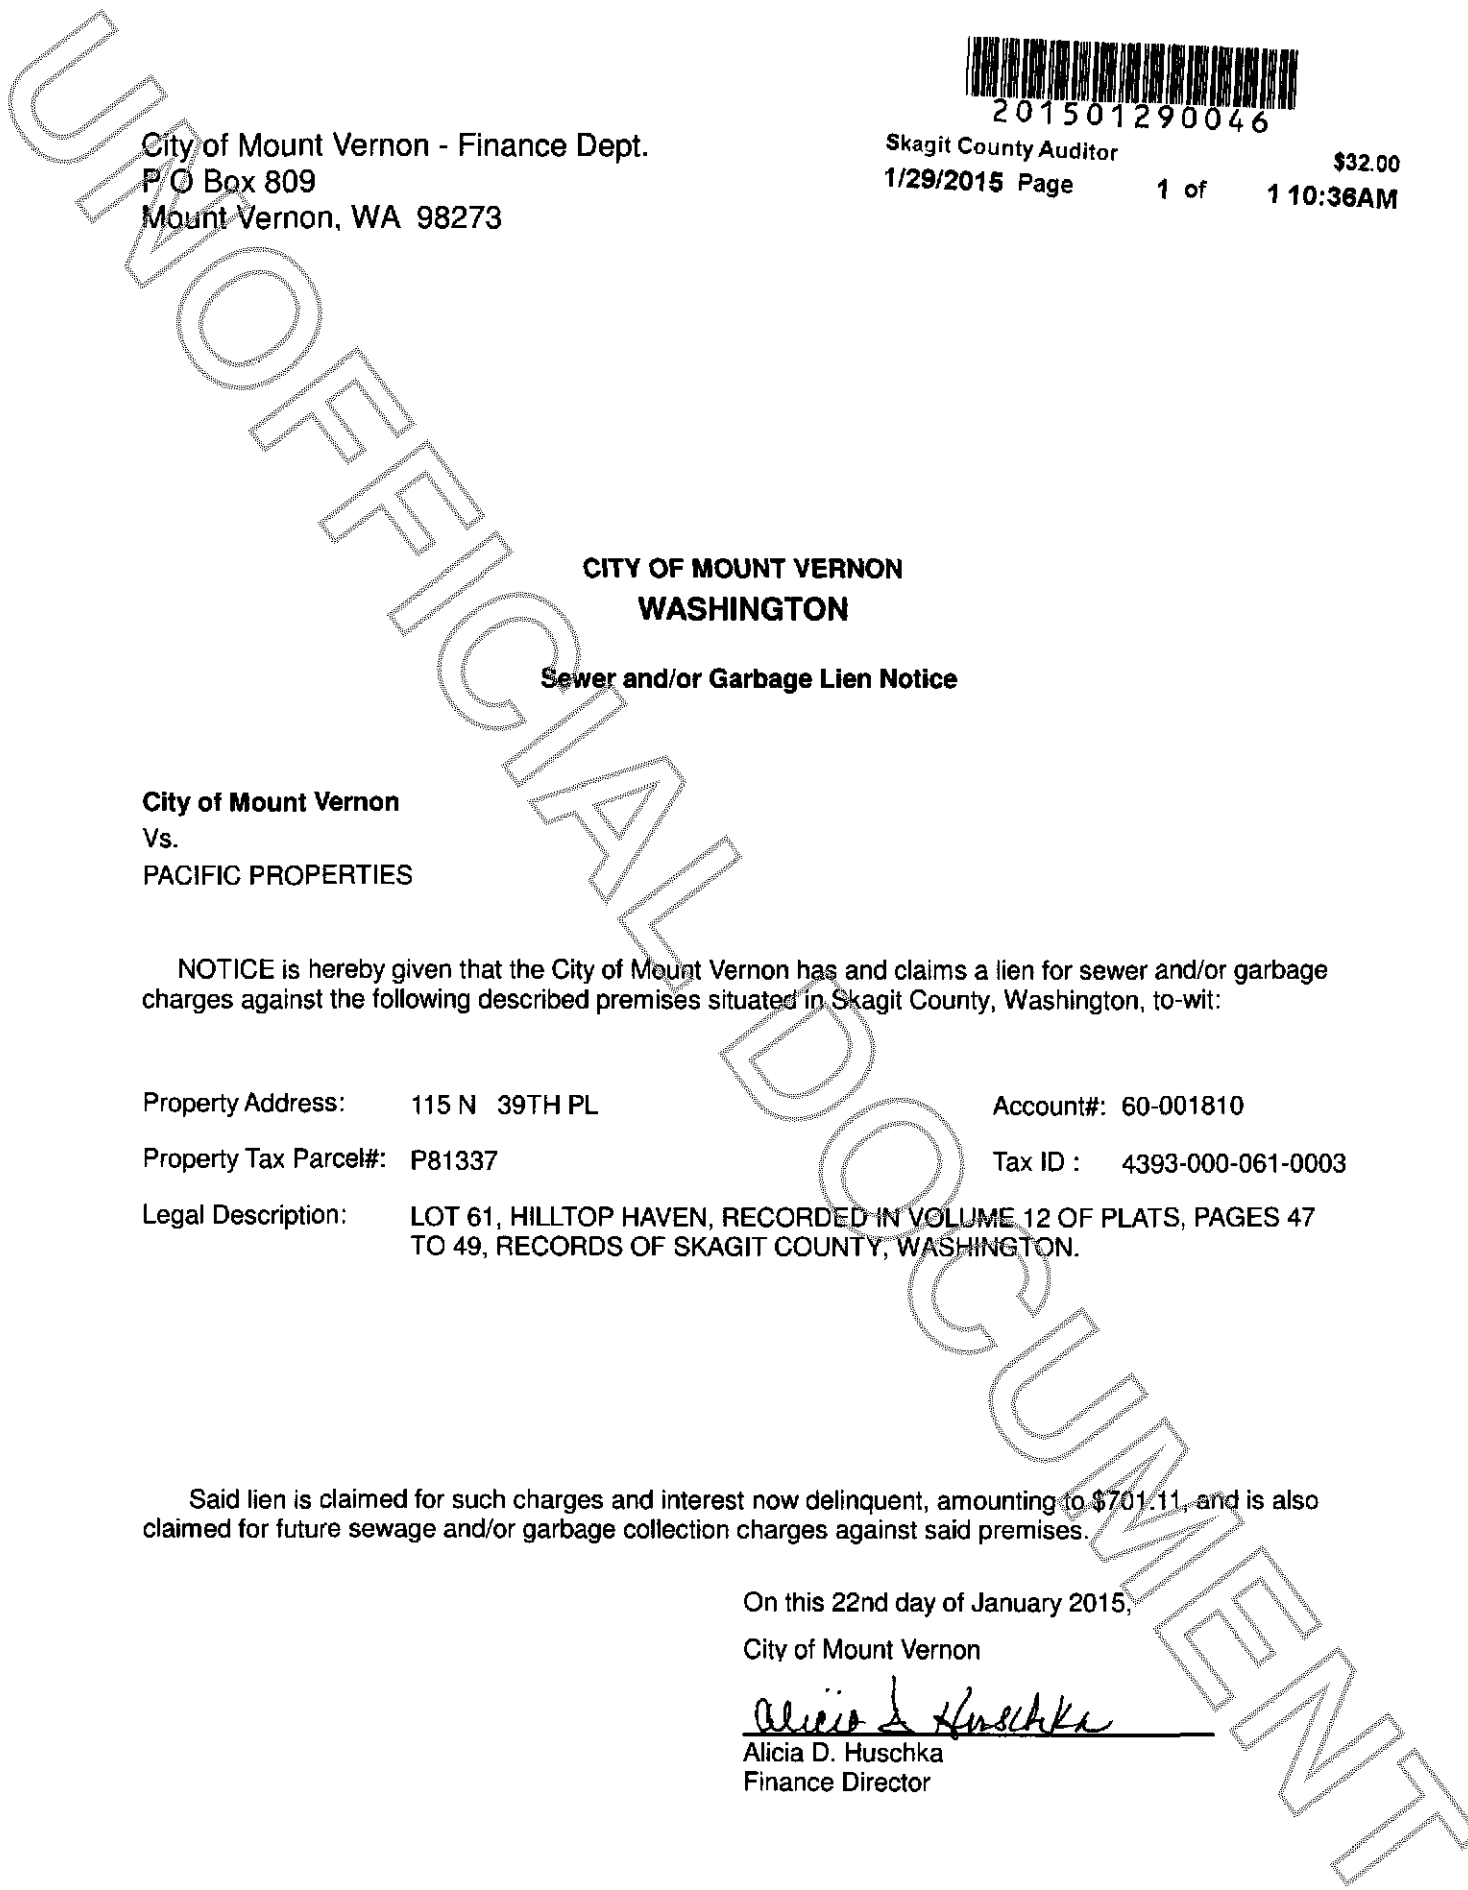 201501290046
Skagit County Auditor $32.00
1/29/2015 Page 1 of 1 10:36AM
City of Mount Vernon - Finance Dept.
P O Box 809
Mount Vernon, WA 98273
CITY OF MOUNT VERNON
WASHINGTON
Sewer and/or Garbage Lien Notice
City of Mount Vernon
Vs.
PACIFIC PROPERTIES
NOTICE is hereby given that the City of Mount Vernon has and claims a lien for sewer and/or garbage
charges against the following described premises situated in Skagit County, Washington, to-wit:
Property Address: 115 N 39TH PL Account#: 60-001810
Property Tax Parcel#: P81337 Tax ID : 4393-000-061-0003
Legal Description: LOT 61, HILLTOP HAVEN, RECORDED IN VOLUME 12 OF PLATS, PAGES 47
TO 49, RECORDS OF SKAGIT COUNTY, WASHINGTON.
Said lien is claimed for such charges and interest now delinquent, amounting to $701.11, and is also
claimed for future sewage and/or garbage collection charges against said premises.
On this 22nd day of January 2015,
City of Mount Vernon
Alicia D Huschka
Alicia D. Huschka
Finance Director
UNOFFICIAL DOCUMENT